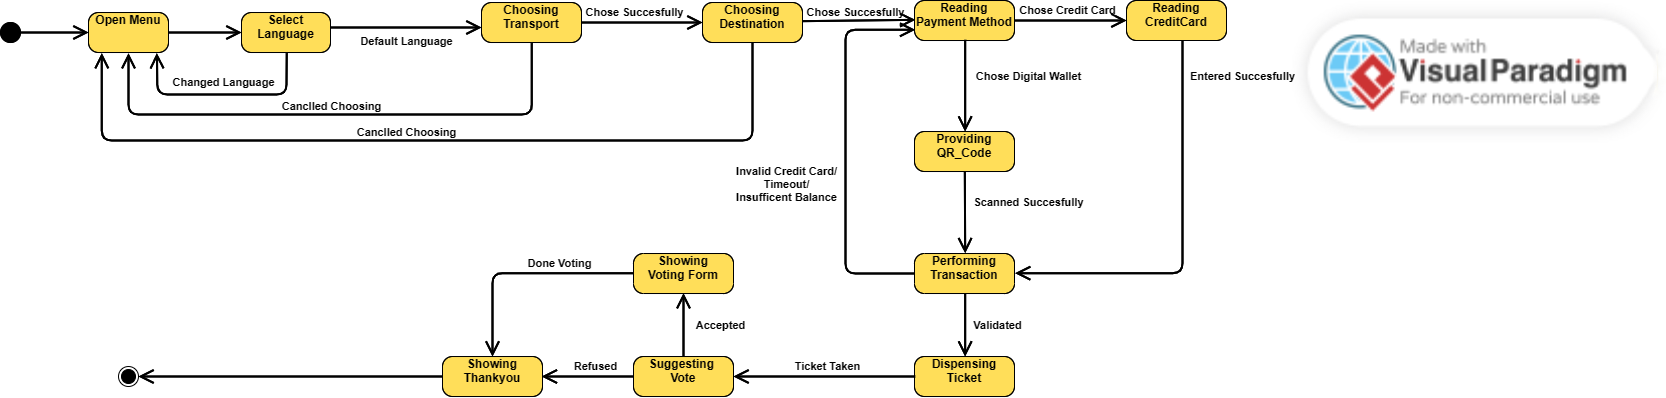 Open Menu
Select
Language
Default Language
Changed Language
Choosing
Transport
Chose Succesfully
Canclled Choosing
Choosing
Destination
Chose Succesfully
Canclled Choosing
Reading
Payment Method
Chose Credit Card
Reading
CreditCard
Chose Digital Wallet
Entered Succesfully
Providing
QR_Code
Invalid Credit Card/
Timeout/
Insufficent Balance
Scanned Succesfully
Performing
Transaction
Validated
Dispensing
Ticket
Ticket Taken
Suggesting
Vote
Accepted
Showing
Voting Form
Done Voting
Refused
Showing
Thankyou
Made with
Visual Paradigm
For non-commercial use